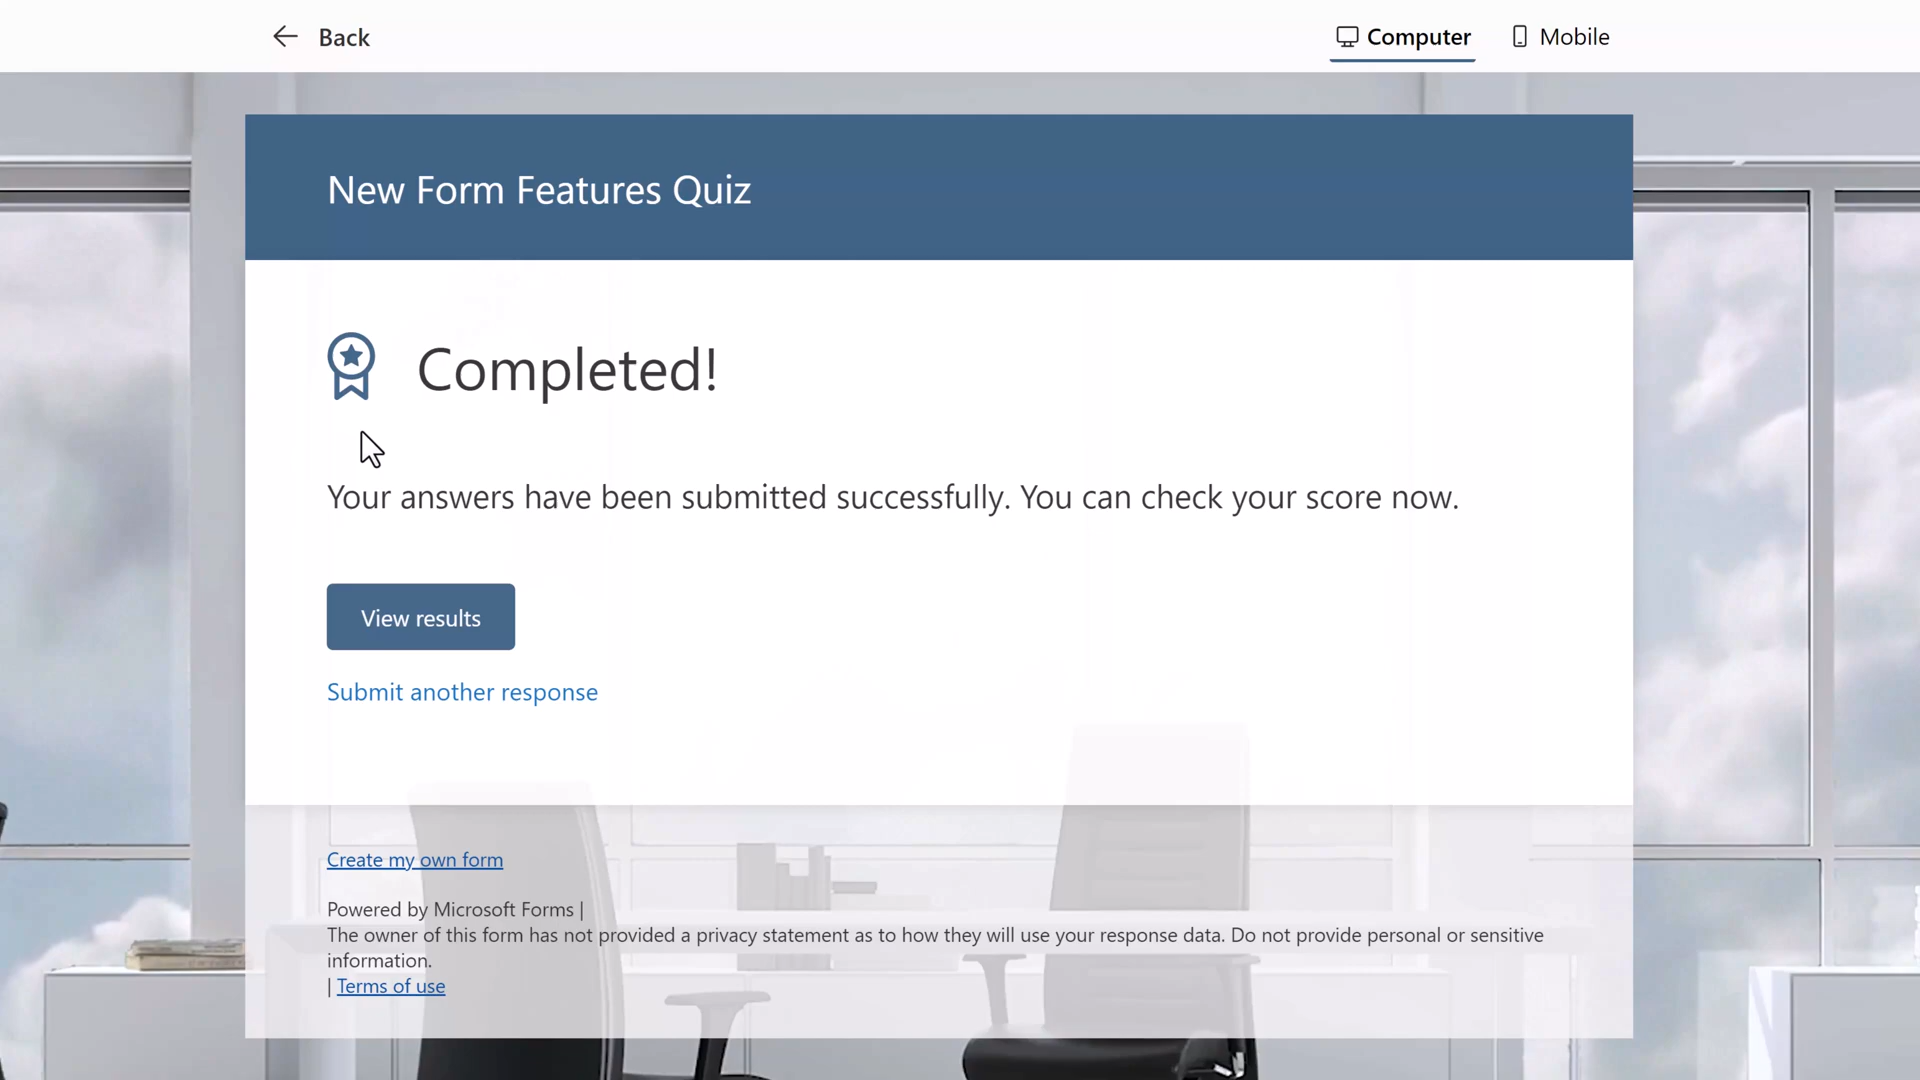 Back
Computer
Mobile
New Form Features Quiz
Completed!
Your answers have been submitted successfully. You can check your score now.
View results
Submit another response
Create my own form
Powered by Microsoft Forms |
The owner of this form has not provided a privacy statement as to how they will use your response data. Do not provide personal or sensitive
information.
| Terms of use